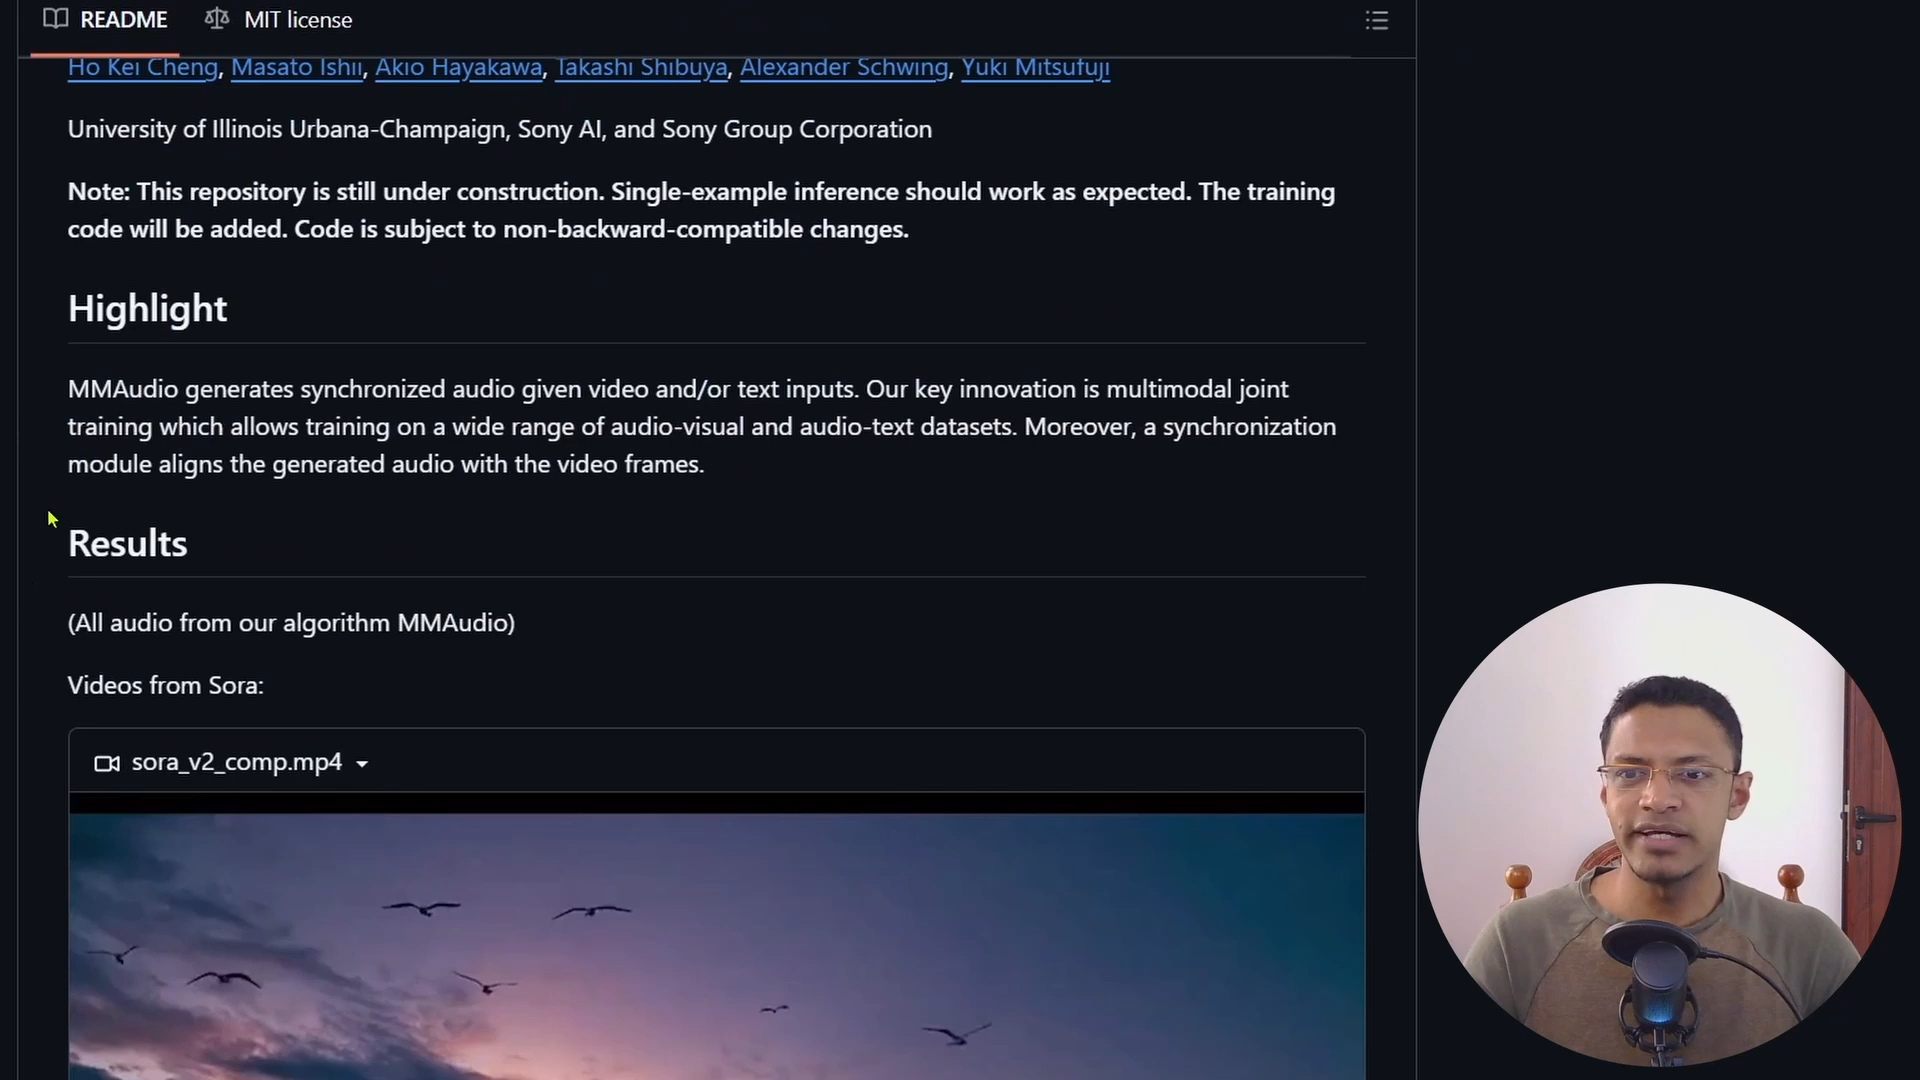 README
MIT license
Ho Kei Cheng, Masato Ishii, Akio Hayakawa, Takashi Shibuya, Alexander Schwing, Yuki Mitsufuji
University of Illinois Urbana-Champaign, Sony AI, and Sony Group Corporation
Note: This repository is still under construction. Single-example inference should work as expected. The training
code will be added. Code is subject to non-backward-compatible changes.
Highlight
MMAudio generates synchronized audio given video and/or text inputs. Our key innovation is multimodal joint
training which allows training on a wide range of audio-visual and audio-text datasets. Moreover, a synchronization
module aligns the generated audio with the video frames.
Results
(All audio from our algorithm MMAudio)
Videos from Sora:
sora_v2_comp.mp4